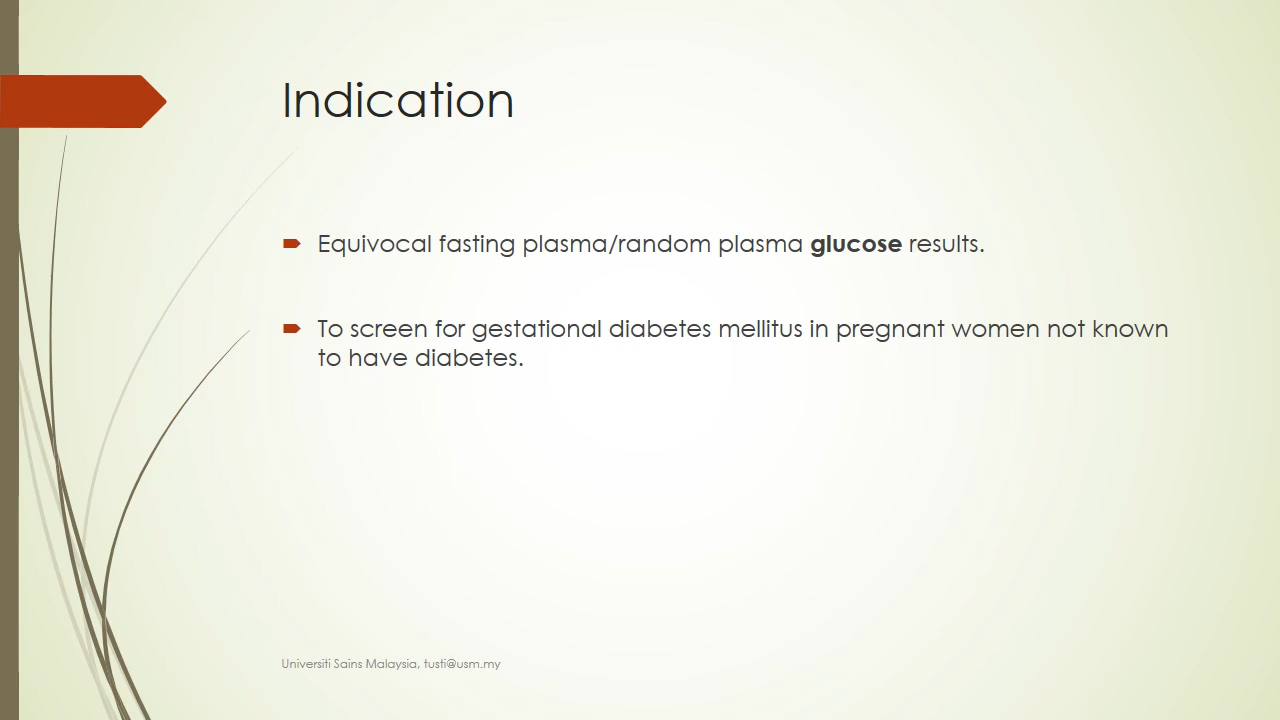 Indication
Equivocal fasting plasma/random plasma glucose results.
To screen for gestational diabetes mellitus in pregnant women not known
to have diabetes.
Universiti Sains Malaysia, tusti@usm.my